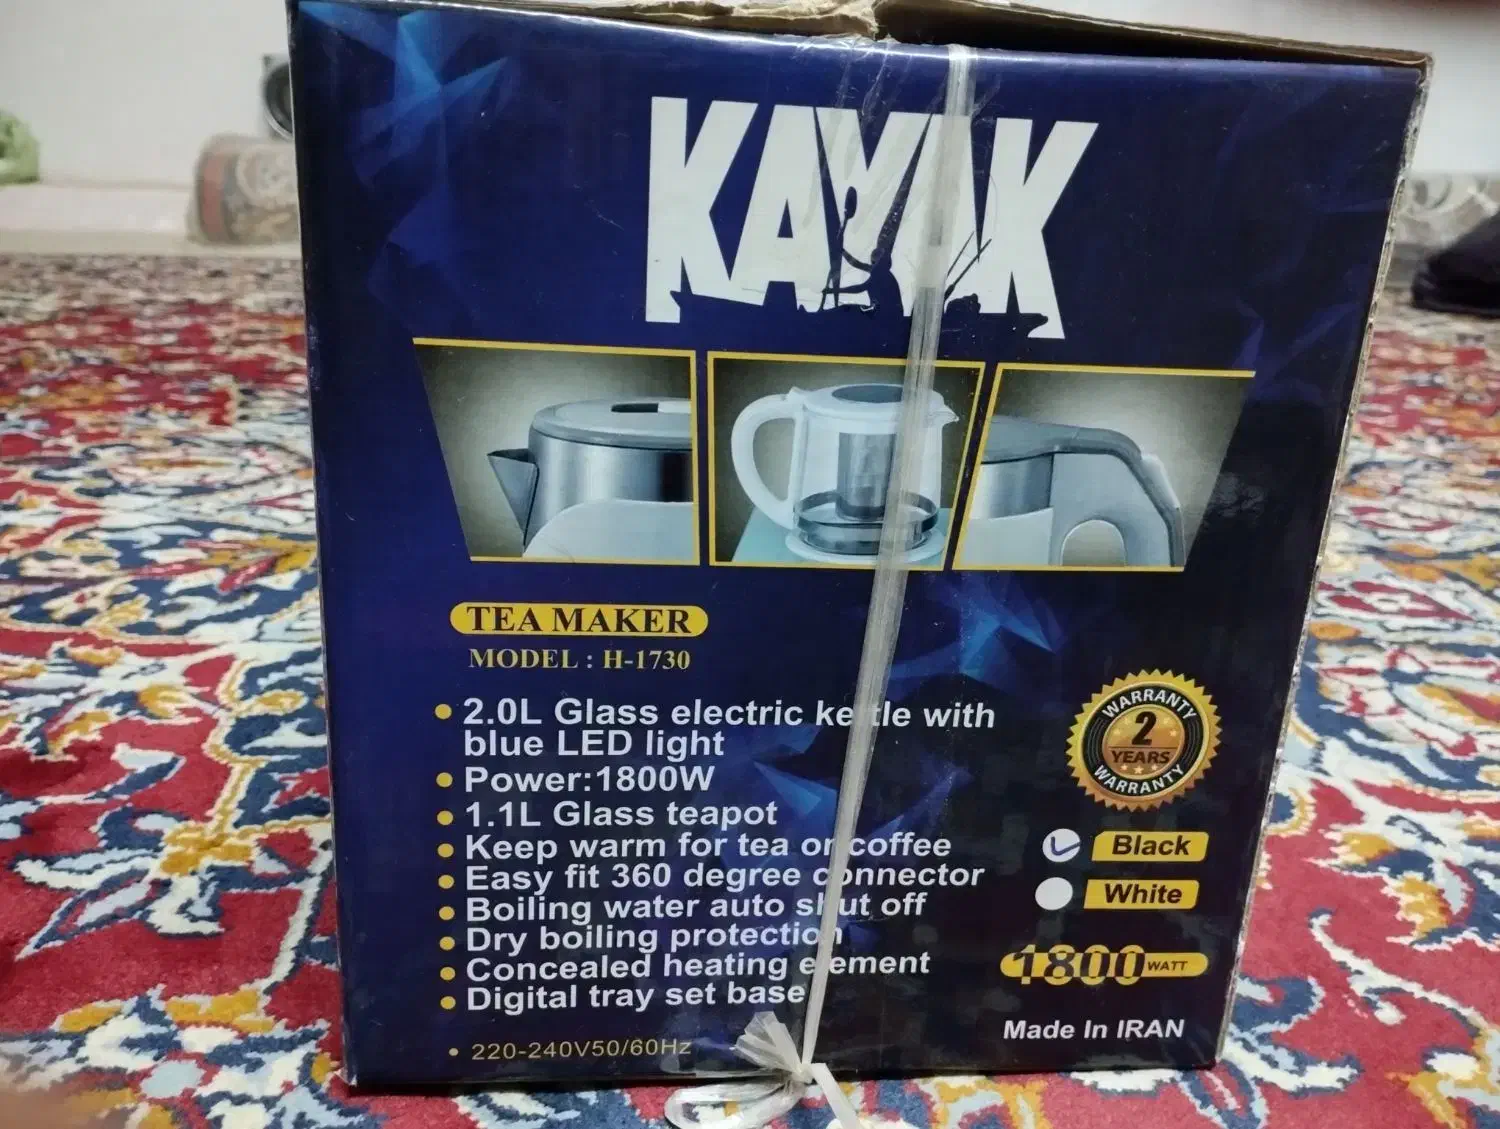 KAYAK
TEA MAKER
MODEL : H-1730
2.0L Glass electric kettle with
blue LED light
Power:1800W
1.1L Glass teapot
Keep warm for tea or coffee
Easy fit 360 degree connector
Boiling water auto shut off
Dry boiling protection
Concealed heating element
Digital tray set base
220-240V50/60Hz
WARRANTY
2
YEARS
WARRANTY
Black
White
1800 WATT
Made In IRAN